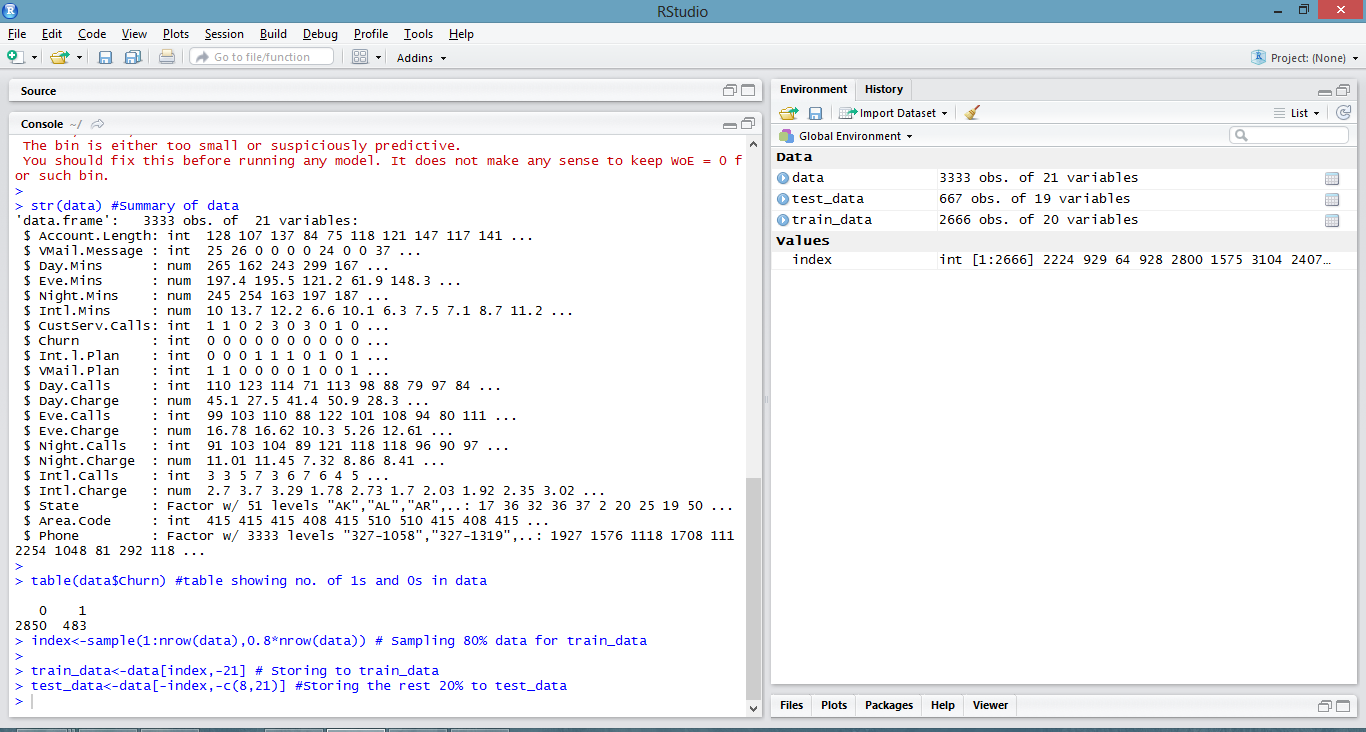 RStudio
File Edit Code View Plots Session Build Debug Profile Tools Help
Go to file/function Addins Project: (None)
Source
Console ~/
The bin is either too small or suspiciously predictive.
You should fix this before running any model. It does not make any sense to keep WoE = 0 f
or such bin.
>
> str(data) #Summary of data
'data.frame': 3333 obs. of 21 variables:
$ Account.Length: int 128 107 137 84 75 118 121 147 117 141 ...
$ VMail.Message : int 25 26 0 0 0 0 24 0 0 37 ...
$ Day.Mins : num 265 162 243 299 167 ...
$ Eve.Mins : num 197.4 195.5 121.2 61.9 148.3 ...
$ Night.Mins : num 245 254 163 197 187 ...
$ Intl.Mins : num 10 13.7 12.2 6.6 10.1 6.3 7.5 7.1 8.7 11.2 ...
$ CustServ.Calls: int 1 1 0 2 3 0 3 0 1 0 ...
$ Churn : int 0 0 0 0 0 0 0 0 0 0 ...
$ Int.l.Plan : int 0 0 0 1 1 1 0 1 0 1 ...
$ VMail.Plan : int 1 1 0 0 0 0 1 0 0 1 ...
$ Day.Calls : int 110 123 114 71 113 98 88 79 97 84 ...
$ Day.Charge : num 45.1 27.5 41.4 50.9 28.3 ...
$ Eve.Calls : int 99 103 110 88 122 101 108 94 80 111 ...
$ Eve.Charge : num 16.78 16.62 10.3 5.26 12.61 ...
$ Night.Calls : int 91 103 104 89 121 118 118 96 90 97 ...
$ Night.Charge : num 11.01 11.45 7.32 8.86 8.41 ...
$ Intl.Calls : int 3 3 5 7 3 6 7 6 4 5 ...
$ Intl.Charge : num 2.7 3.7 3.29 1.78 2.73 1.7 2.03 1.92 2.35 3.02 ...
$ State : Factor w/ 51 levels "AK","AL","AR",..: 17 36 32 36 37 2 20 25 19 50 ...
$ Area.Code : int 415 415 415 408 415 510 510 415 408 415 ...
$ Phone : Factor w/ 3333 levels "327-1058","327-1319",..: 1927 1576 1118 1708 111
2254 1048 81 292 118 ...
>
> table(data$Churn) #table showing no. of 1s and 0s in data
0 1
2850 483
> index<-sample(1:nrow(data),0.8*nrow(data)) # Sampling 80% data for train_data
>
> train_data<-data[index,-21] # Storing to train_data
> test_data<-data[-index,-c(8,21)] #Storing the rest 20% to test_data
>
Environment History
Import Dataset List
Global Environment
Data
data 3333 obs. of 21 variables
test_data 667 obs. of 19 variables
train_data 2666 obs. of 20 variables
Values
index int [1:2666] 2224 929 64 928 2800 1575 3104 2407…
Files Plots Packages Help Viewer